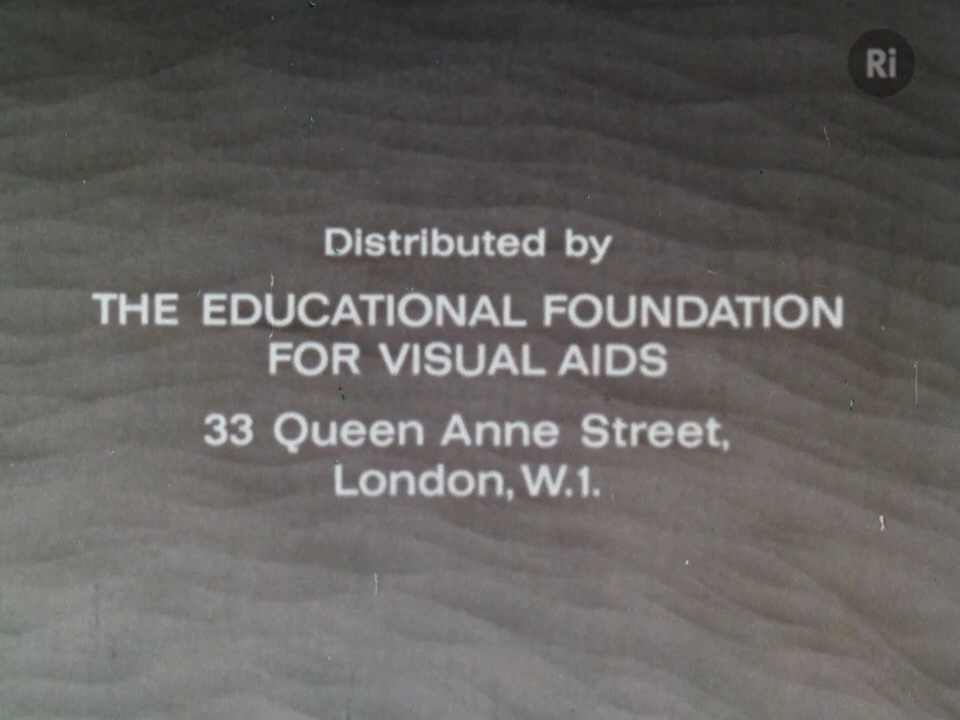 Ri
Distributed by
THE EDUCATIONAL FOUNDATION
FOR VISUAL AIDS
33 Queen Anne Street,
London, W.1.